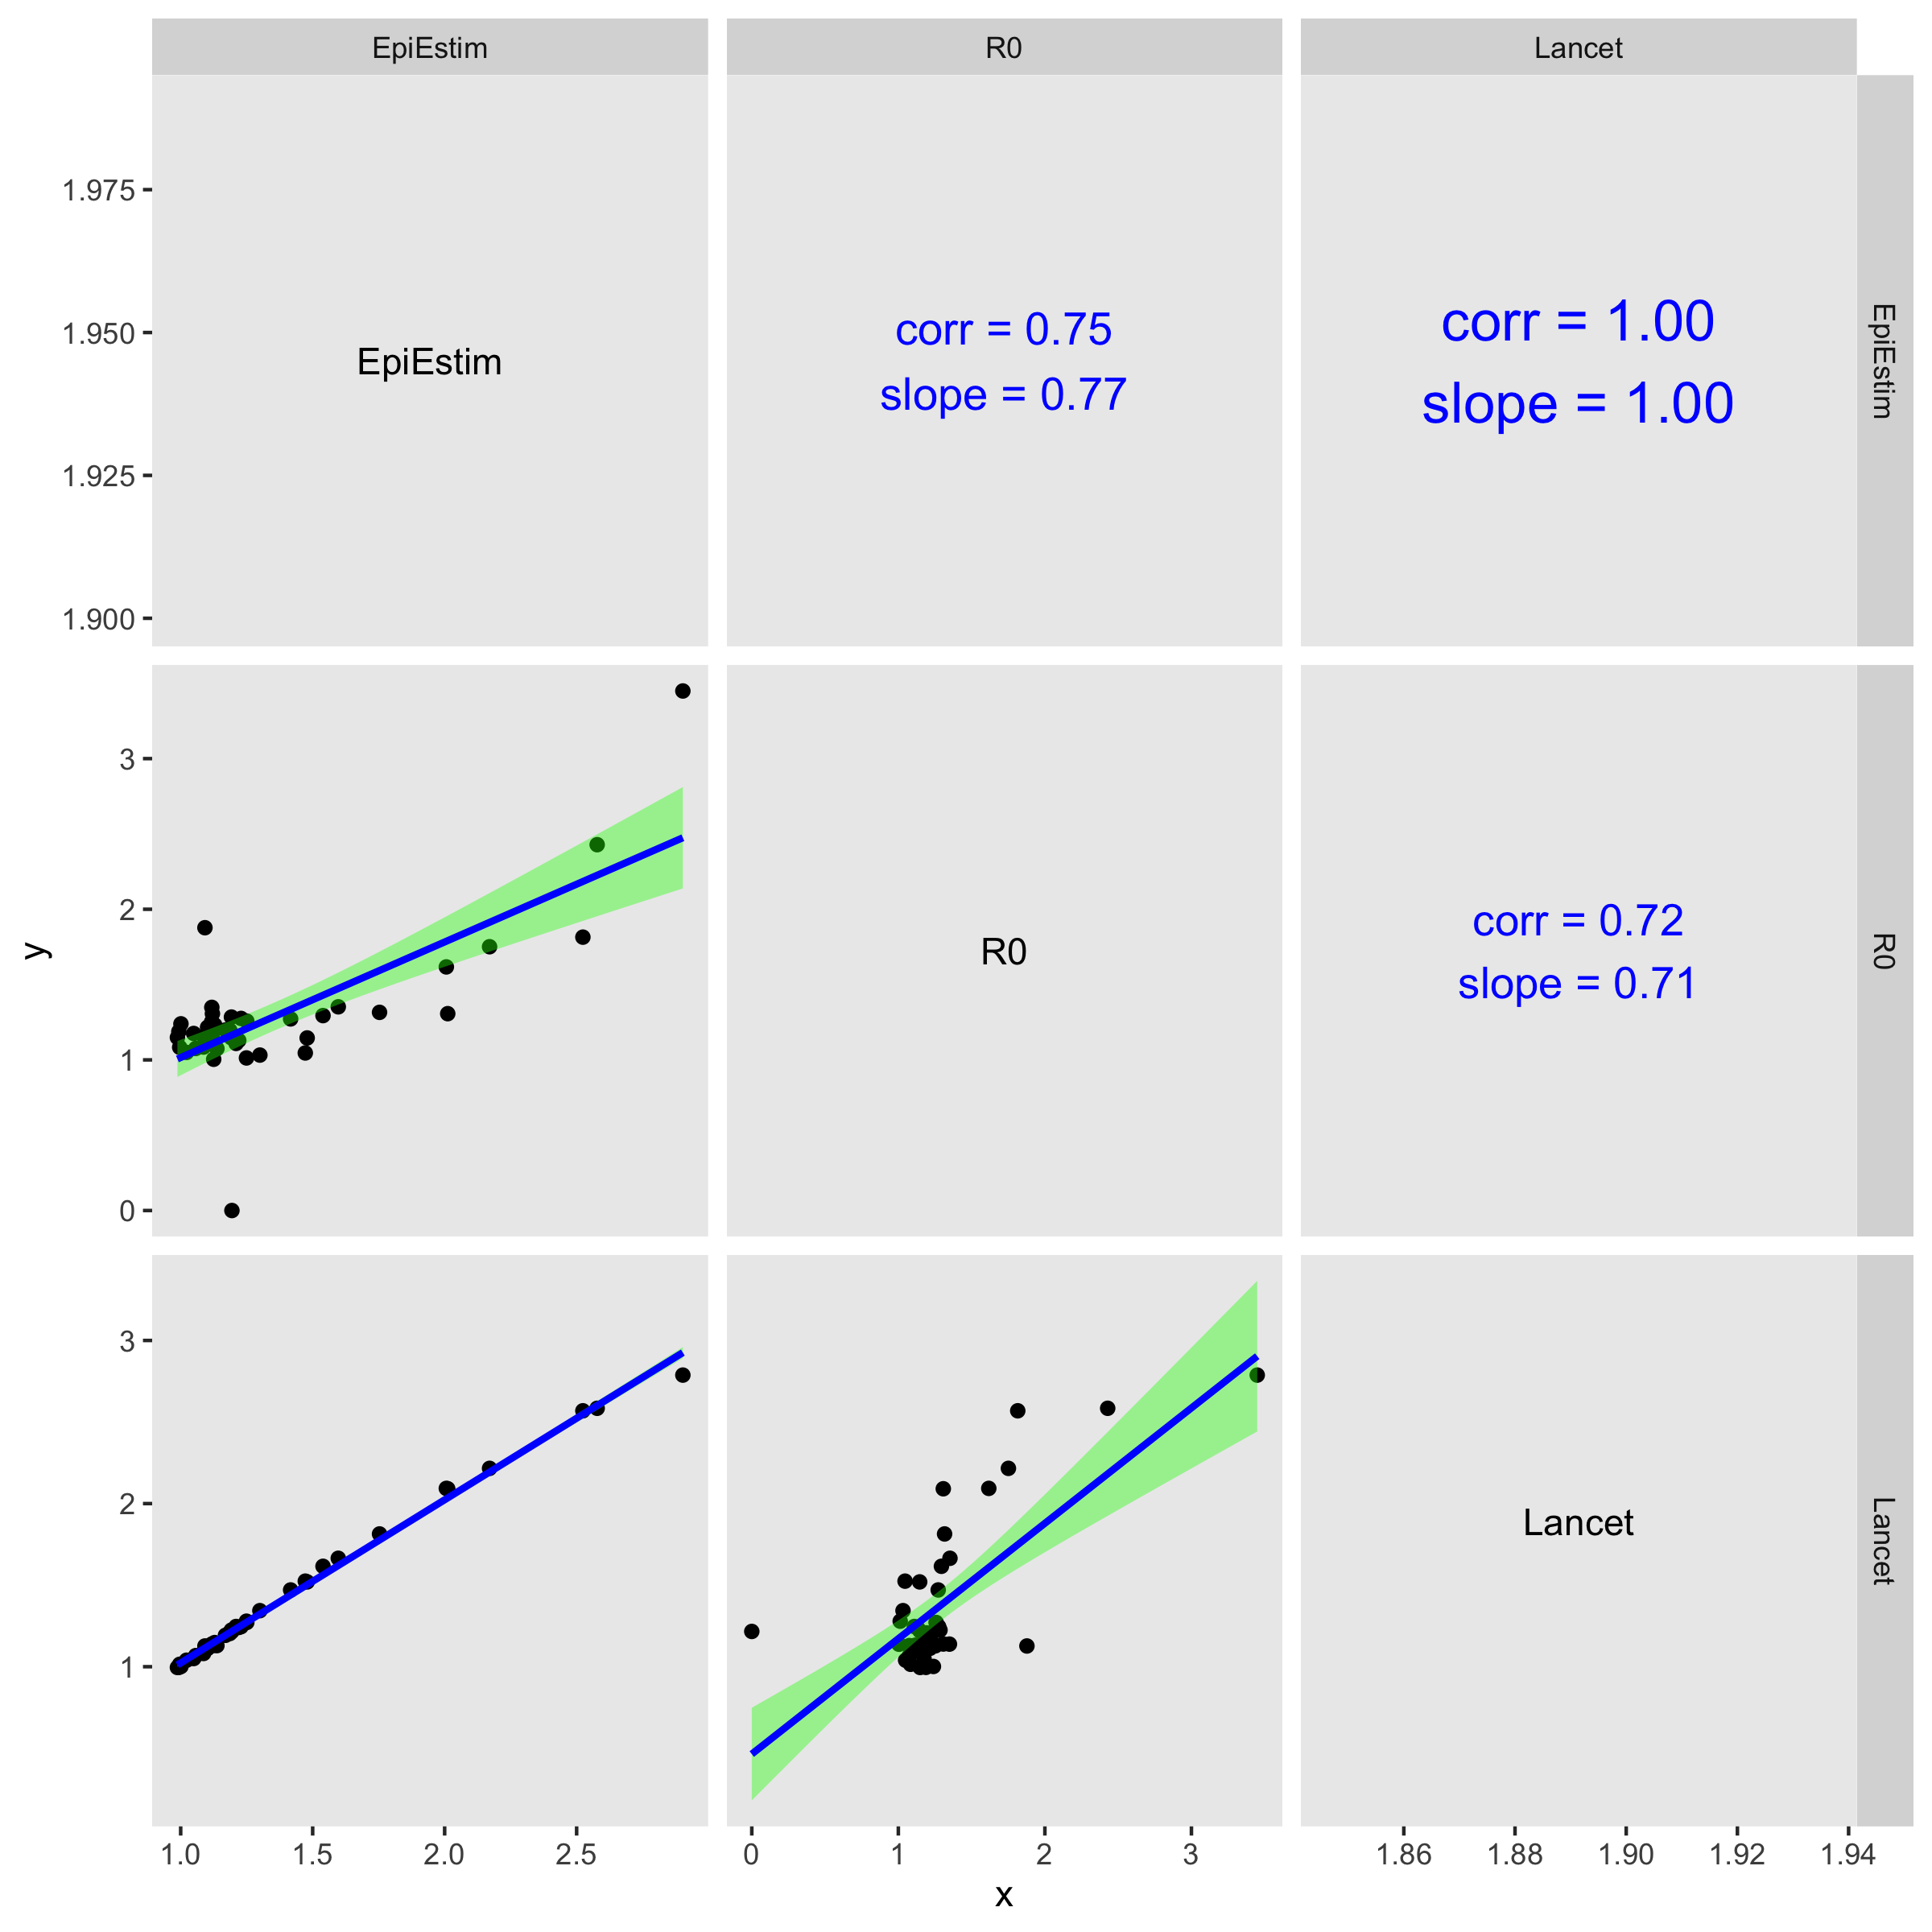 EpiEstim R0 Lancet
1.975
1.950
1.925
1.900
EpiEstim
corr = 0.75
slope = 0.77
corr = 1.00
slope = 1.00
EpiEstim
3
2
1
0
R0
corr = 0.72
slope = 0.71
R0
y
3
2
1
Lancet
Lancet
1.0 1.5 2.0 2.5
0 1 2 3
1.86 1.88 1.90 1.92 1.94
x